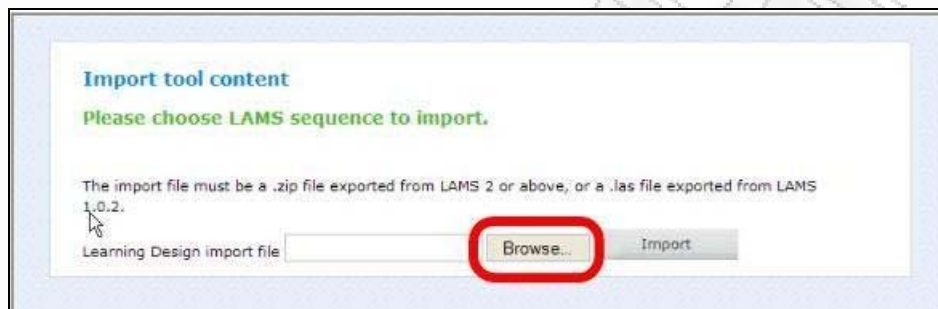 Import tool content
Please choose LAMS sequence to import.
The import file must be a .zip file exported from LAMS 2 or above, or a .las file exported from LAMS
1.0.2.
Learning Design import file Browse... Import